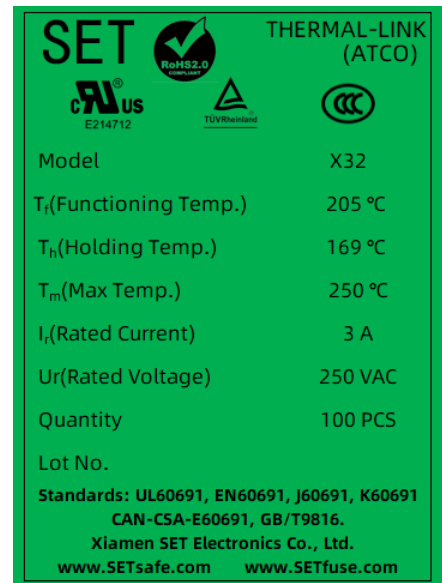 SET
RoHS2.0
COMPLIANT
THERMAL-LINK
(ATCO)
c RU ® US
E214712
TÜVRheinland
CCC
Model X32
Tf(Functioning Temp.) 205 ℃
Th(Holding Temp.) 169 ℃
Tm(Max Temp.) 250 ℃
Ir(Rated Current) 3 A
Ur(Rated Voltage) 250 VAC
Quantity 100 PCS
Lot No.
Standards: UL60691, EN60691, J60691, K60691
CAN-CSA-E60691, GB/T9816.
Xiamen SET Electronics Co., Ltd.
www.SETsafe.com www.SETfuse.com